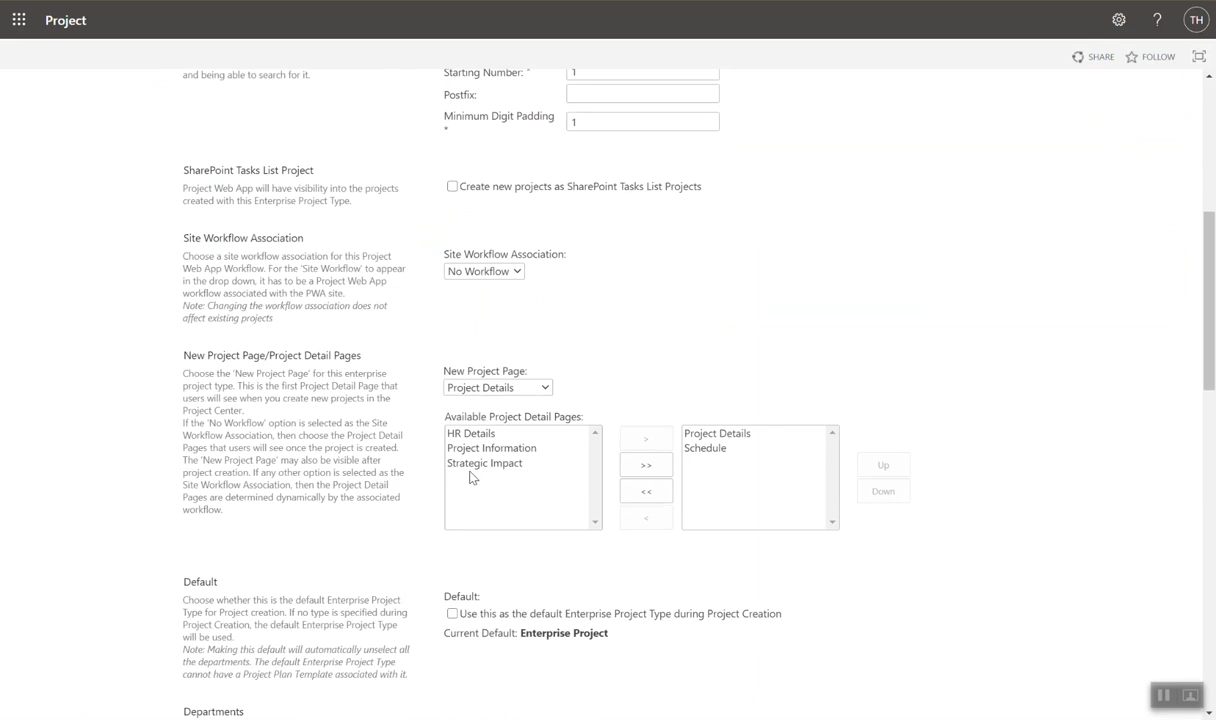 Project
TH
SHARE
FOLLOW
and being able to search for it.
Starting Number: *
1
Postfix:
Minimum Digit Padding
*
1
SharePoint Tasks List Project
Project Web App will have visibility into the projects
created with this Enterprise Project Type.
Create new projects as SharePoint Tasks List Projects
Site Workflow Association
Choose a site workflow association for this Project
Web App Workflow. For the 'Site Workflow' to appear
in the drop down, it has to be a Project Web App
workflow associated with the PWA site.
Note: Changing the workflow association does not
affect existing projects
Site Workflow Association:
No Workflow
New Project Page/Project Detail Pages
Choose the 'New Project Page' for this enterprise
project type. This is the first Project Detail Page that
users will see when you create new projects in the
Project Center.
If the 'No Workflow' option is selected as the Site
Workflow Association, then choose the Project Detail
Pages that users will see once the project is created.
The 'New Project Page' may also be visible after
project creation. If any other option is selected as the
Site Workflow Association, then the Project Detail
Pages are determined dynamically by the associated
workflow.
New Project Page:
Project Details
Available Project Detail Pages:
HR Details
Project Information
Strategic Impact
>
>>
<<
<
Project Details
Schedule
Up
Down
Default
Choose whether this is the default Enterprise Project
Type for Project creation. If no type is specified during
Project Creation, the default Enterprise Project Type
will be used.
Note: Making this default will automatically unselect all
the departments. The default Enterprise Project Type
cannot have a Project Plan Template associated with it.
Default:
Use this as the default Enterprise Project Type during Project Creation
Current Default: Enterprise Project
Departments